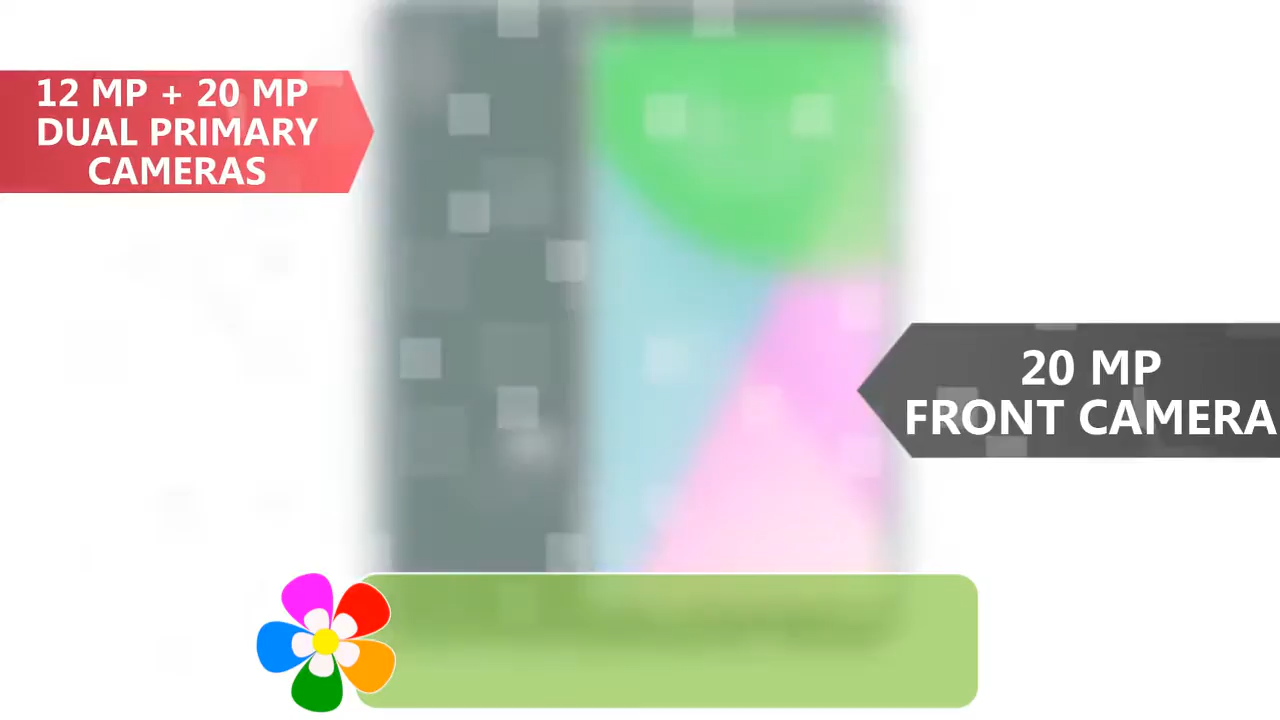 12 MP + 20 MP
DUAL PRIMARY
CAMERAS
20 MP
FRONT CAMERA